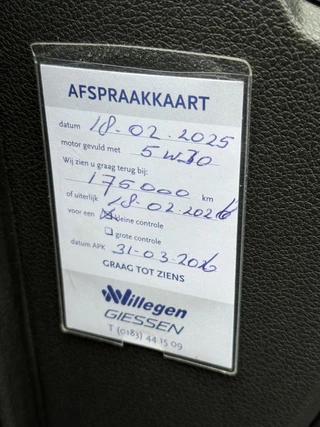 AFSPRAAKKAART
datum 18-02-2025
motor gevuld met 5W30
Wij zien u graag terug bij:
175000 km
of uiterlijk 18-02-2026
voor een kleine controle
grote controle
datum APK 31-03-2026
GRAAG TOT ZIENS
Willegen
GIESSEN
T (0183) 44 15 09